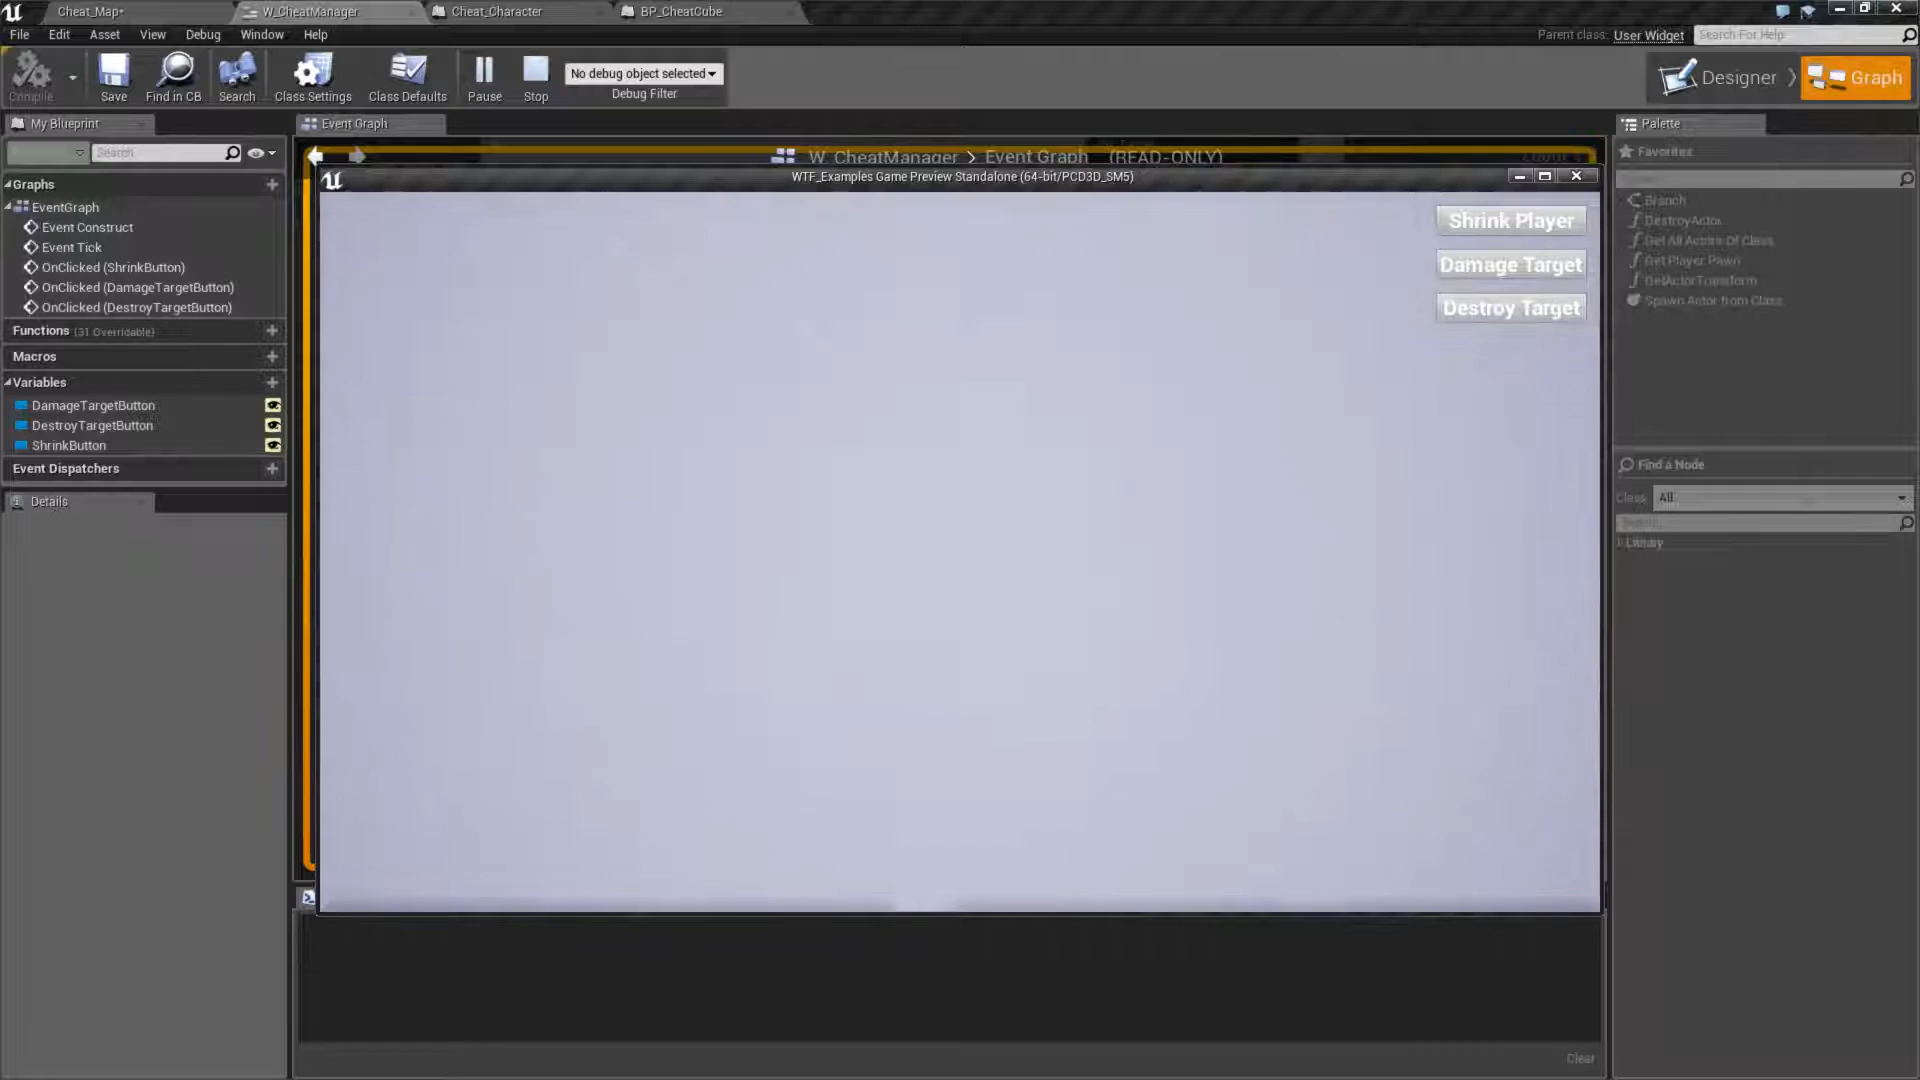 Cheat_Map*
W_CheatManager
Cheat_Character
BP_CheatCube
File Edit Asset View Debug Window Help
Parent class: User Widget
Search For Help
Compile
Save
Find in CB
Search
Class Settings
Class Defaults
Pause
Stop
No debug object selected
Debug Filter
Designer
Graph
My Blueprint
Event Graph
Palette
Search
W_CheatManager > Event Graph (READ-ONLY)
Favorites
WTF_Examples Game Preview Standalone (64-bit/PCD3D_SM5)
Graphs
EventGraph
Event Construct
Event Tick
OnClicked (ShrinkButton)
OnClicked (DamageTargetButton)
OnClicked (DestroyTargetButton)
Functions (31 Overridable)
Macros
Variables
DamageTargetButton
DestroyTargetButton
ShrinkButton
Event Dispatchers
Details
Shrink Player
Damage Target
Destroy Target
Branch
DestroyActor
Get All Actors Of Class
Get Player Pawn
GetActorTransform
Spawn Actor from Class
Find a Node
Class All
Library
Clear